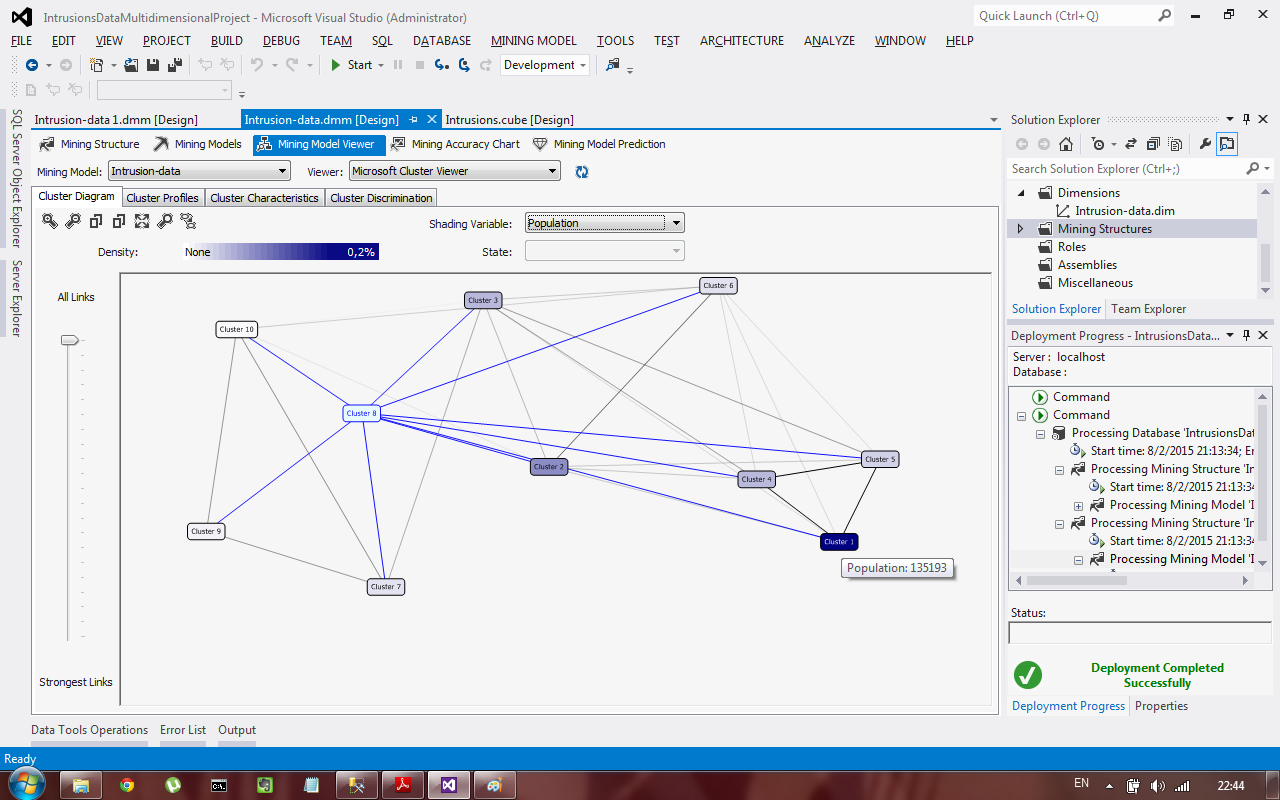 IntrusionsDataMultidimensionalProject - Microsoft Visual Studio (Administrator)
Quick Launch (Ctrl+Q)
FILE EDIT VIEW PROJECT BUILD DEBUG TEAM SQL DATABASE MINING MODEL TOOLS TEST ARCHITECTURE ANALYZE WINDOW HELP
Start Development
SQL Server Object Explorer
Server Explorer
Intrusion-data 1.dmm [Design] Intrusion-data.dmm [Design] Intrusions.cube [Design]
Mining Structure Mining Models Mining Model Viewer Mining Accuracy Chart Mining Model Prediction
Mining Model: Intrusion-data Viewer: Microsoft Cluster Viewer
Cluster Diagram Cluster Profiles Cluster Characteristics Cluster Discrimination
Shading Variable: Population
Density: None 0,2% State:
All Links
Strongest Links
Cluster 6
Cluster 3
Cluster 10
Cluster 8
Cluster 5
Cluster 2
Cluster 4
Cluster 9
Cluster 1
Population: 135193
Cluster 7
Solution Explorer
Search Solution Explorer (Ctrl+;)
Dimensions
Intrusion-data.dim
Mining Structures
Roles
Assemblies
Miscellaneous
Solution Explorer Team Explorer
Deployment Progress - IntrusionsData...
Server : localhost
Database :
Command
Command
Processing Database 'IntrusionsDat
Start time: 8/2/2015 21:13:34; En
Processing Mining Structure 'In
Start time: 8/2/2015 21:13:34
Processing Mining Model 'I
Processing Mining Structure 'In
Start time: 8/2/2015 21:13:34
Processing Mining Model 'I
Status:
Deployment Completed
Successfully
Deployment Progress Properties
Data Tools Operations Error List Output
Ready
EN 22:44